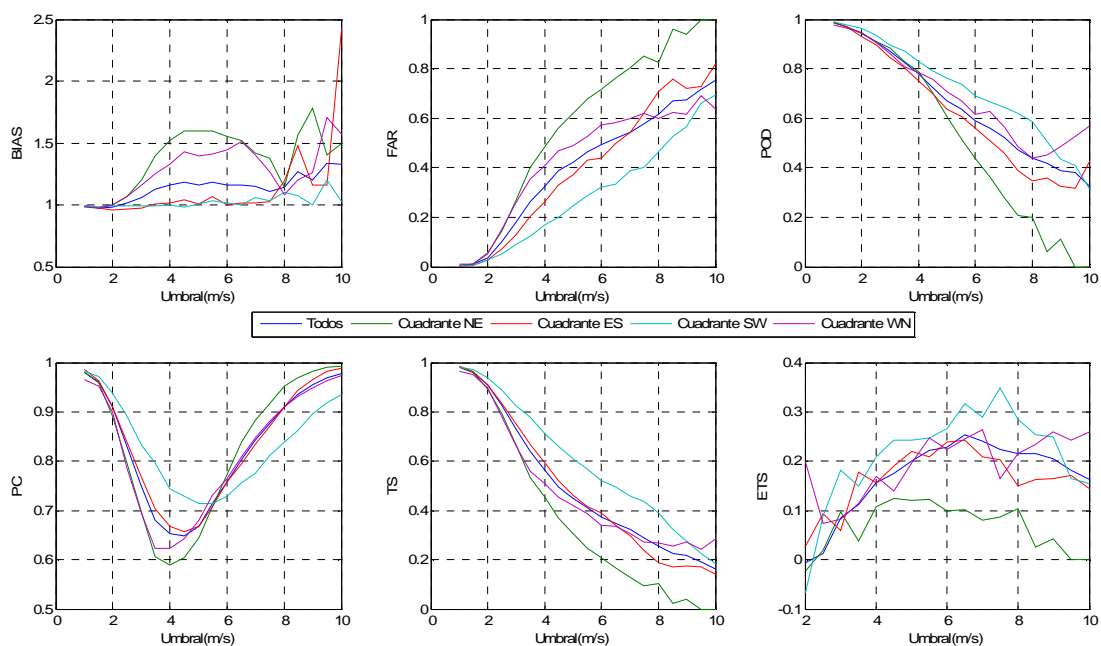 2.5
2
1.5
1
0.5
BIAS
0 2 4 6 8 10
Umbral(m/s)
1
0.8
0.6
0.4
0.2
0
FAR
0 2 4 6 8 10
Umbral(m/s)
1
0.8
0.6
0.4
0.2
0
POD
0 2 4 6 8 10
Umbral(m/s)
Todos Cuadrante NE Cuadrante ES Cuadrante SW Cuadrante WN
1
0.9
0.8
0.7
0.6
0.5
PC
0 2 4 6 8 10
Umbral(m/s)
1
0.8
0.6
0.4
0.2
0
TS
0 2 4 6 8 10
Umbral(m/s)
0.4
0.3
0.2
0.1
0
-0.1
ETS
2 4 6 8 10
Umbral(m/s)